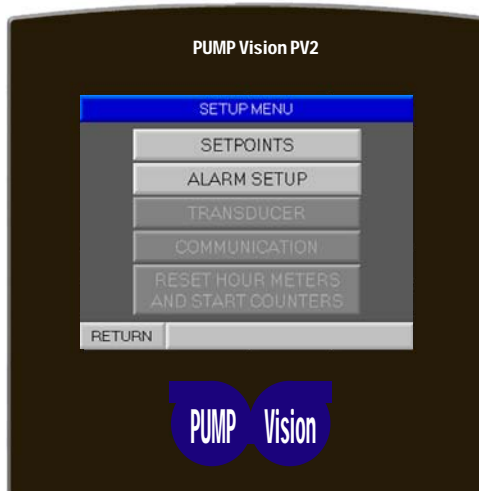 PUMP Vision PV2
SETUP MENU
SETPOINTS
ALARM SETUP
TRANSDUCER
COMMUNICATION
RESET HOUR METERS
AND START COUNTERS
RETURN
PUMP Vision